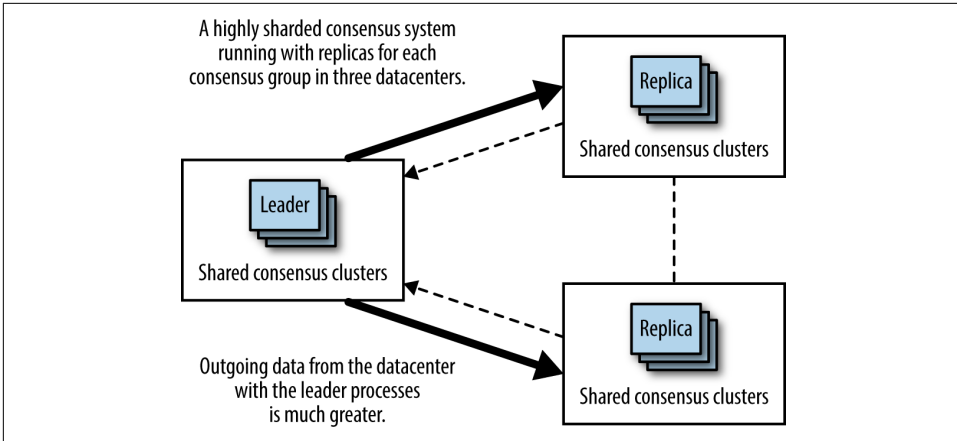 A highly sharded consensus system
running with replicas for each
consensus group in three datacenters.
Replica
Shared consensus clusters
Leader
Shared consensus clusters
Replica
Shared consensus clusters
Outgoing data from the datacenter
with the leader processes
is much greater.